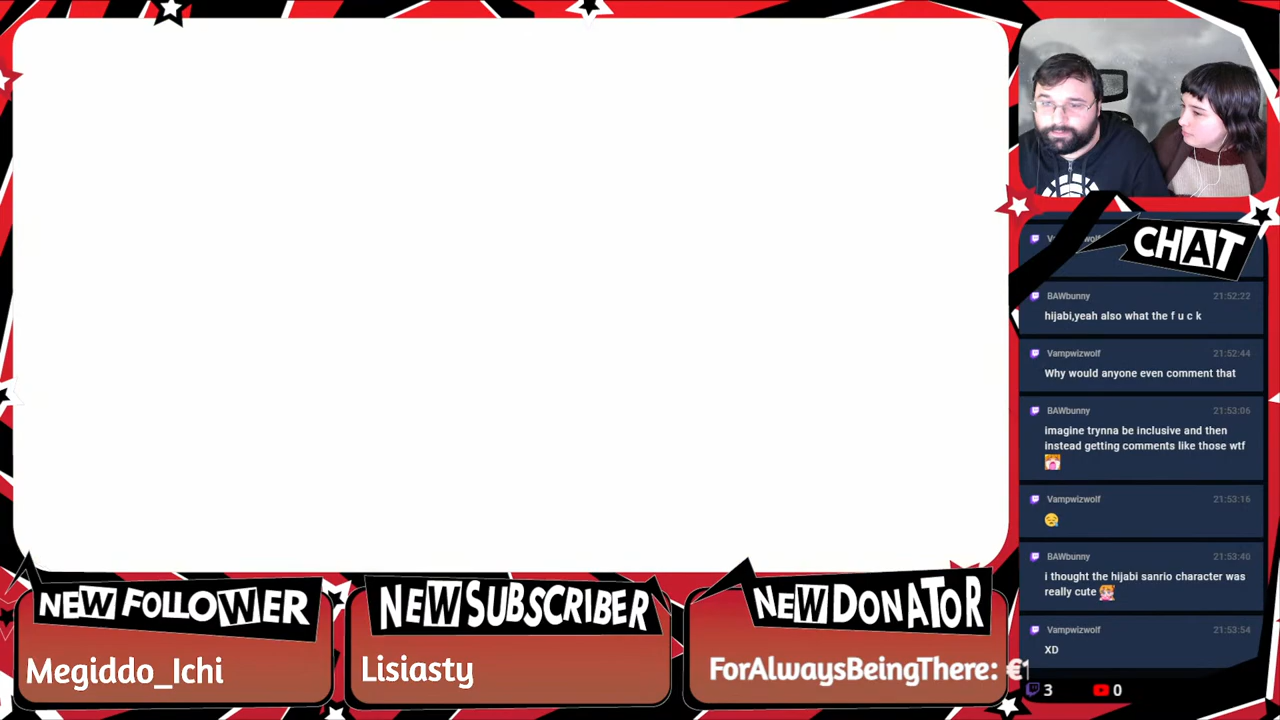 CHAT
BAWbunny 21:52:22
hijabi,yeah also what the f u c k
Vampwizwolf 21:52:44
Why would anyone even comment that
BAWbunny 21:53:06
imagine trynna be inclusive and then
instead getting comments like those wtf
Vampwizwolf 21:53:16
BAWbunny 21:53:40
i thought the hijabi sanrio character was
really cute
Vampwizwolf 21:53:54
XD
3 0
NEW FOLLOWER
Megiddo_Ichi
NEW SUBSCRIBER
Lisiasty
NEW DONATOR
ForAlwaysBeingThere: €1